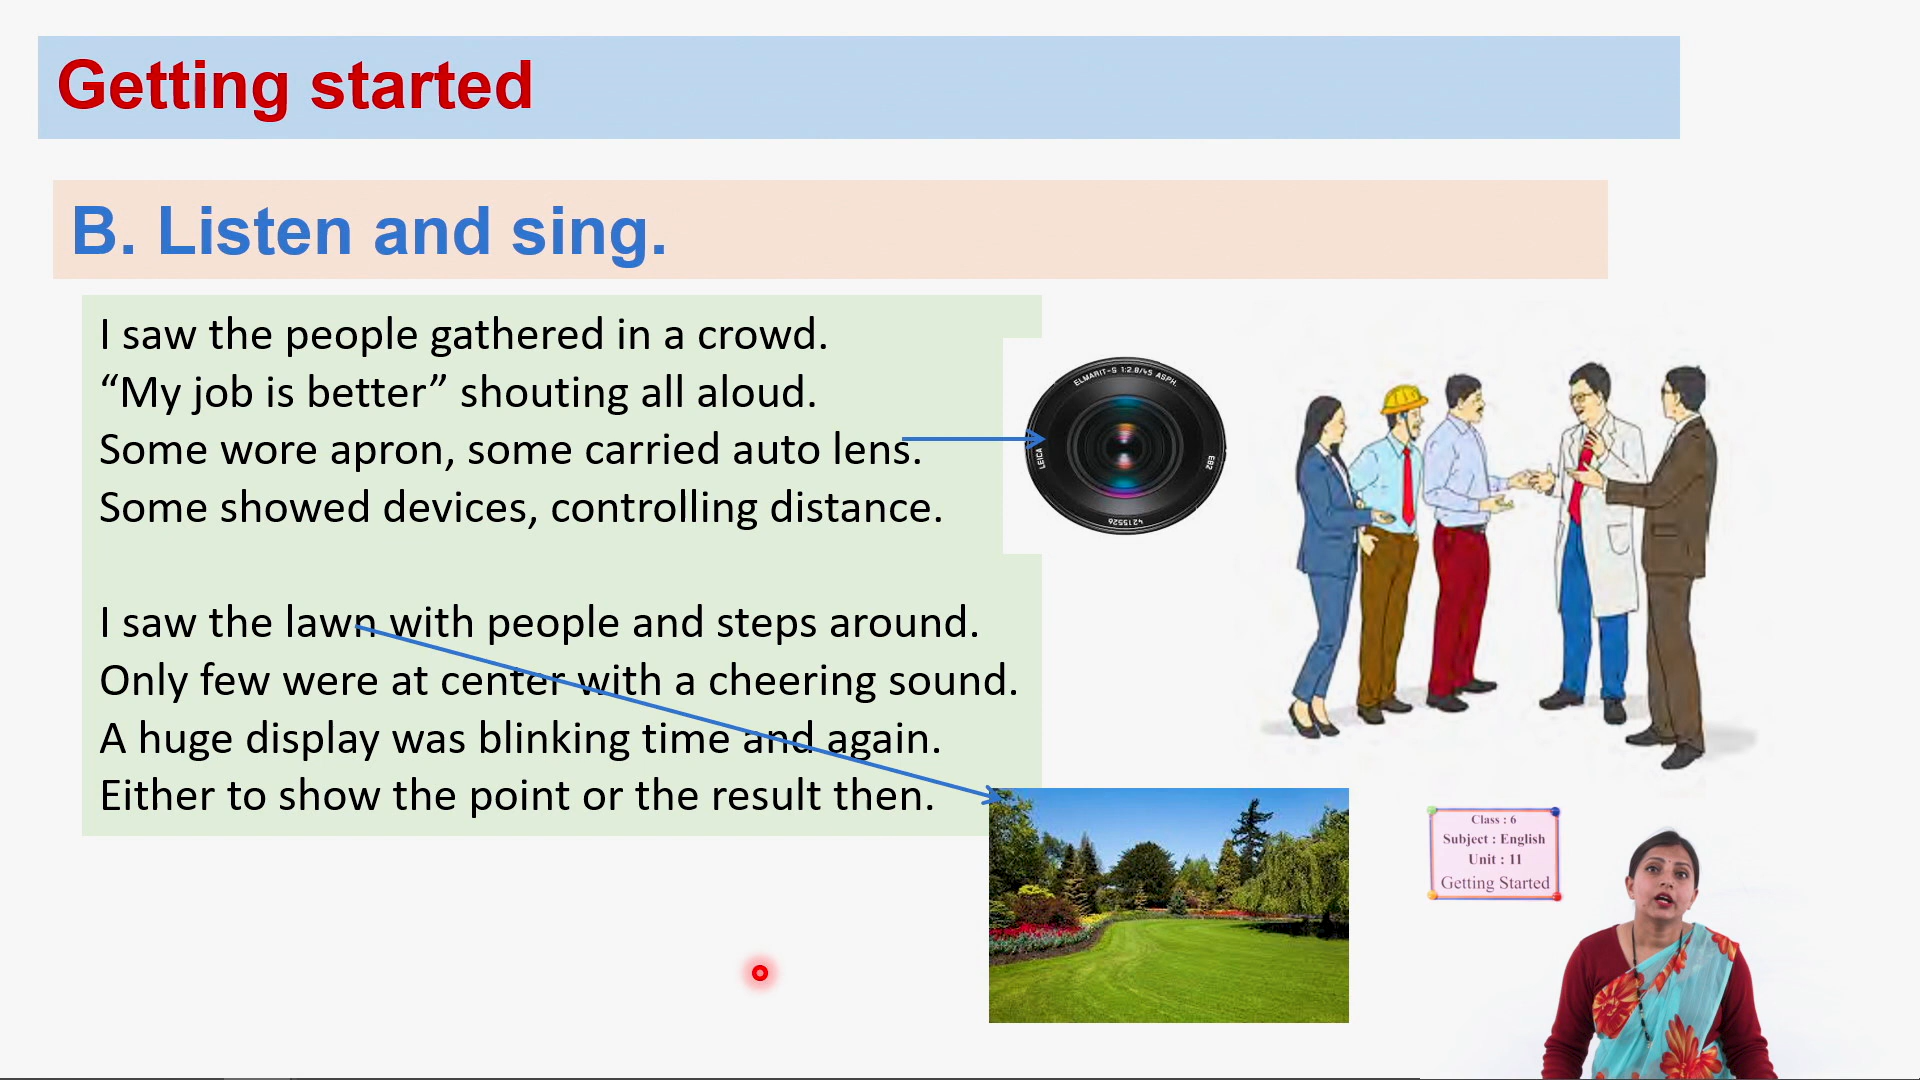 Getting started
B. Listen and sing.
I saw the people gathered in a crowd.
“My job is better” shouting all aloud.
Some wore apron, some carried auto lens.
Some showed devices, controlling distance.
I saw the lawn with people and steps around.
Only few were at center with a cheering sound.
A huge display was blinking time and again.
Either to show the point or the result then.
ELMARIT-S 1:2.8/45 ASPH.
LEICA
E82
4215526
Class : 6
Subject : English
Unit : 11
Getting Started